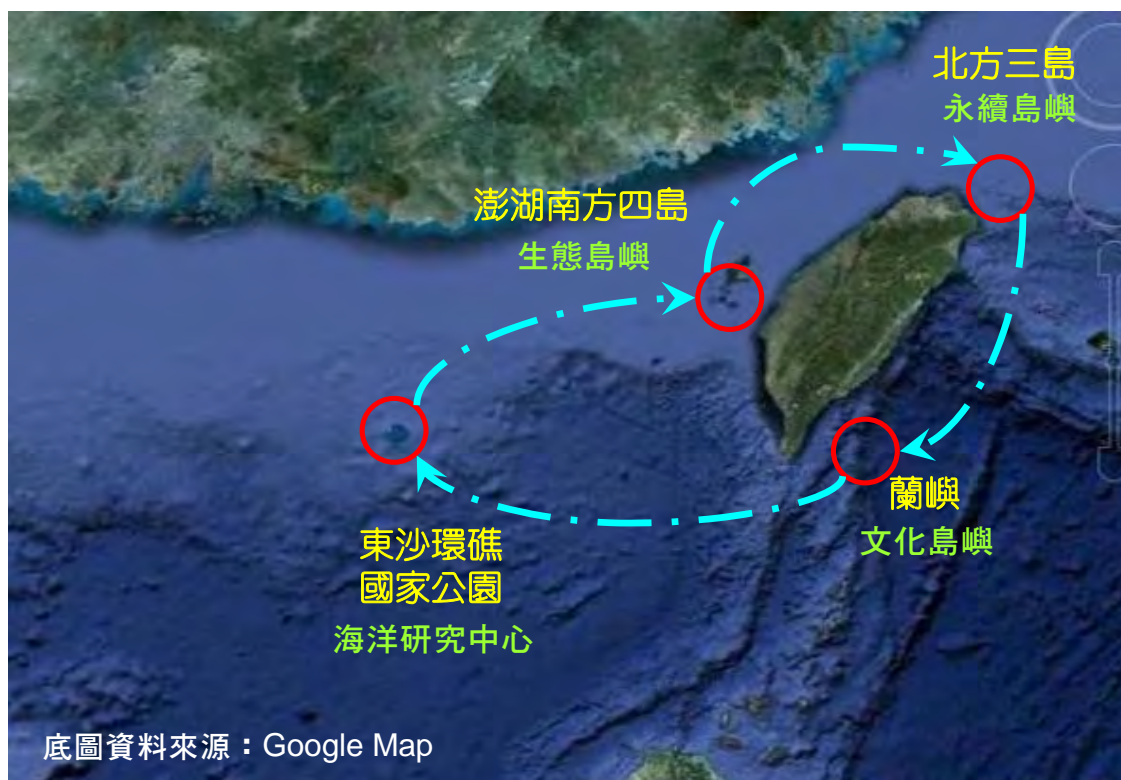 北方三島
永續島嶼
澎湖南方四島
生態島嶼
蘭嶼
文化島嶼
東沙環礁
國家公園
海洋研究中心
底圖資料來源：Google Map